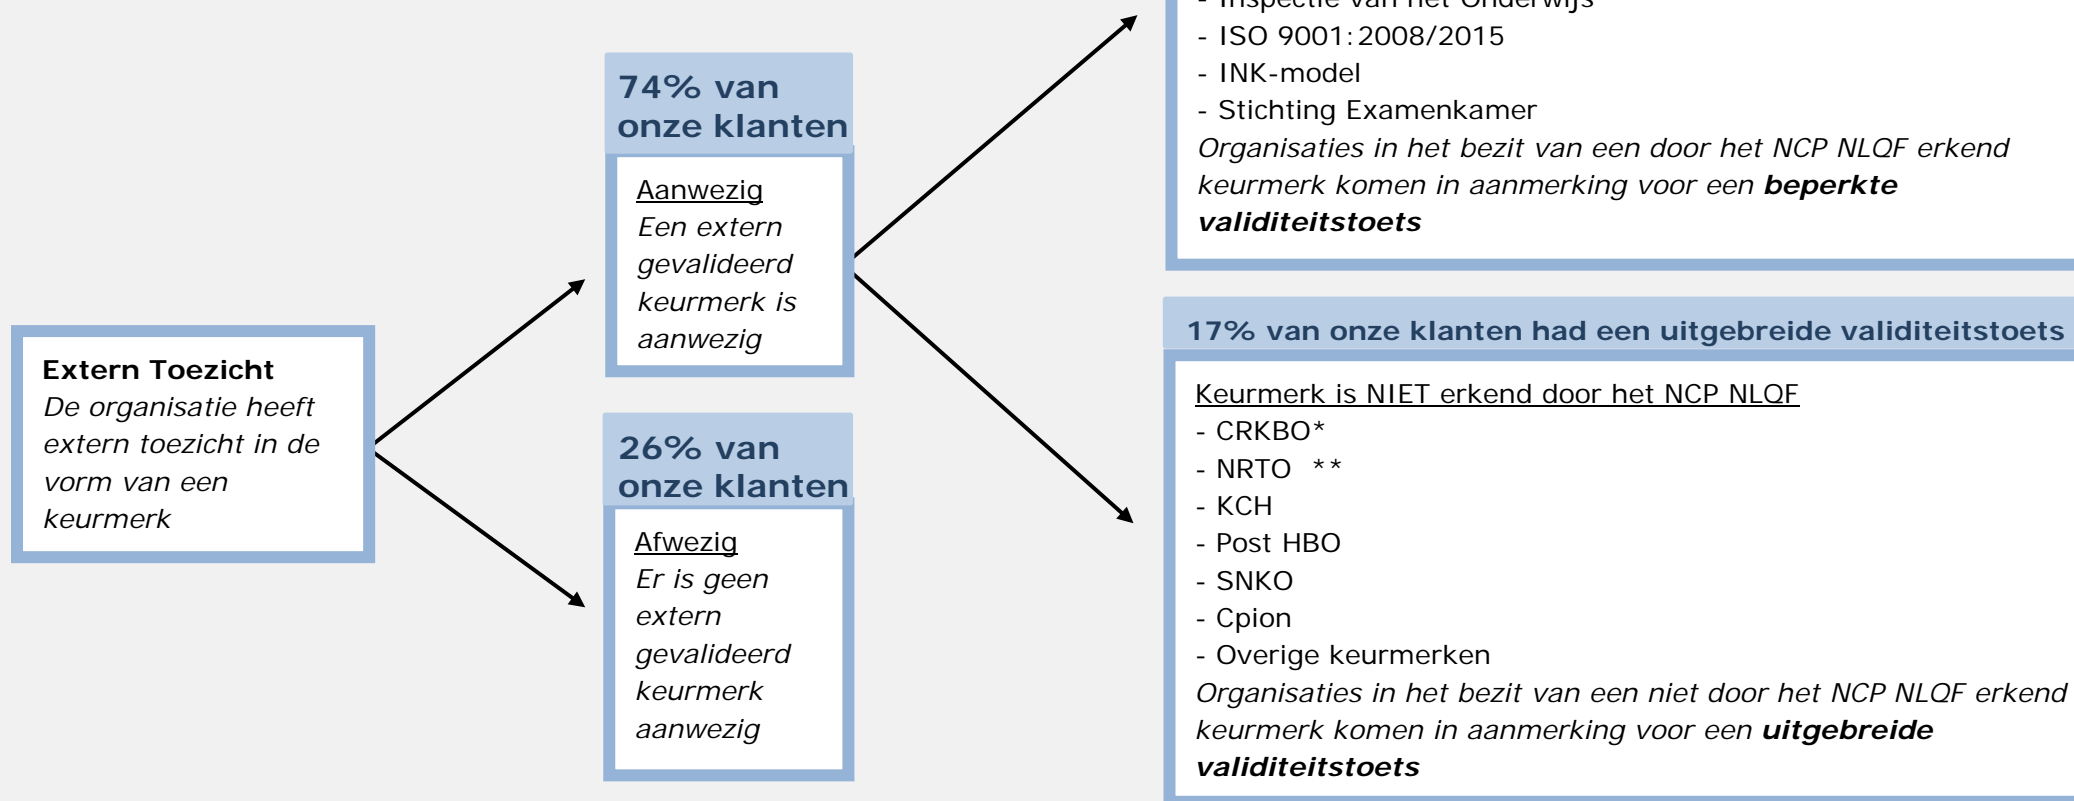 Extern Toezicht
De organisatie heeft
extern toezicht in de
vorm van een
keurmerk
74% van
onze klanten
Aanwezig
Een extern
gevalideerd
keurmerk is
aanwezig
26% van
onze klanten
Afwezig
Er is geen
extern
gevalideerd
keurmerk
aanwezig
- Inspectie van het Onderwijs
- ISO 9001:2008/2015
- INK-model
- Stichting Examenkamer
Organisaties in het bezit van een door het NCP NLQF erkend
keurmerk komen in aanmerking voor een beperkte
validiteitstoets
17% van onze klanten had een uitgebreide validiteitstoets
Keurmerk is NIET erkend door het NCP NLQF
- CRKBO*
- NRTO **
- KCH
- Post HBO
- SNKO
- Cpion
- Overige keurmerken
Organisaties in het bezit van een niet door het NCP NLQF erkend
keurmerk komen in aanmerking voor een uitgebreide
validiteitstoets